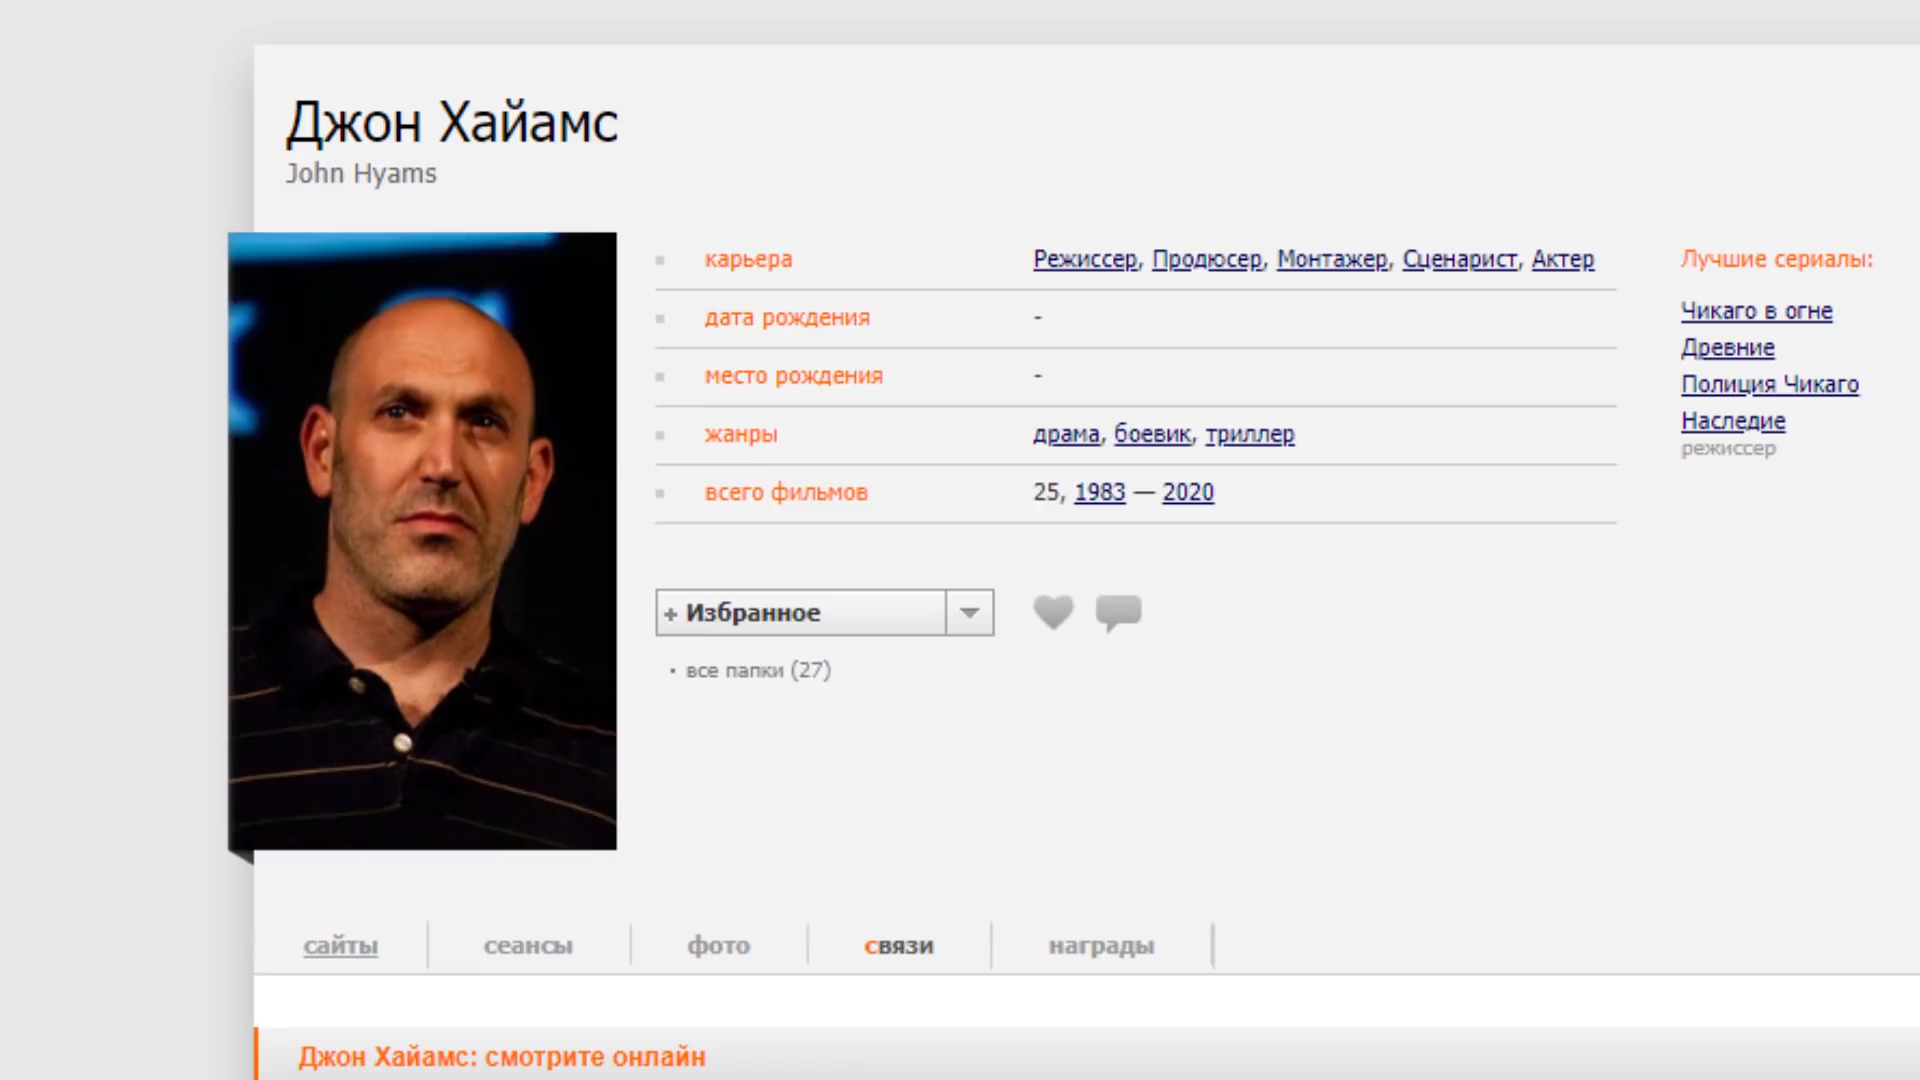 Джон Хайамс
John Hyams
карьера Режиссер, Продюсер, Монтажер, Сценарист, Актер
дата рождения -
место рождения -
жанры драма, боевик, триллер
всего фильмов 25, 1983 — 2020
Лучшие сериалы:
Чикаго в огне
Древние
Полиция Чикаго
Наследие
режиссер
+ Избранное
• все папки (27)
сайты сеансы фото связи награды
Джон Хайамс: смотрите онлайн